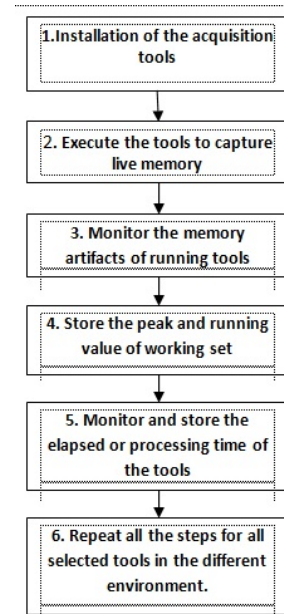 1.Installation of the acquisition
tools
2. Execute the tools to capture
live memory
3. Monitor the memory
artifacts of running tools
4. Store the peak and running
value of working set
5. Monitor and store the
elapsed or processing time of
the tools
6. Repeat all the steps for all
selected tools in the different
environment.